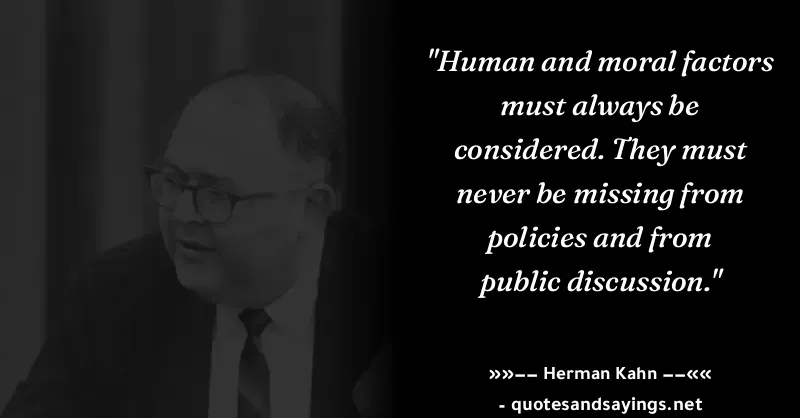 "Human and moral factors
must always be
considered. They must
never be missing from
policies and from
public discussion."
»»–– Herman Kahn ––««
- quotesandsayings.net